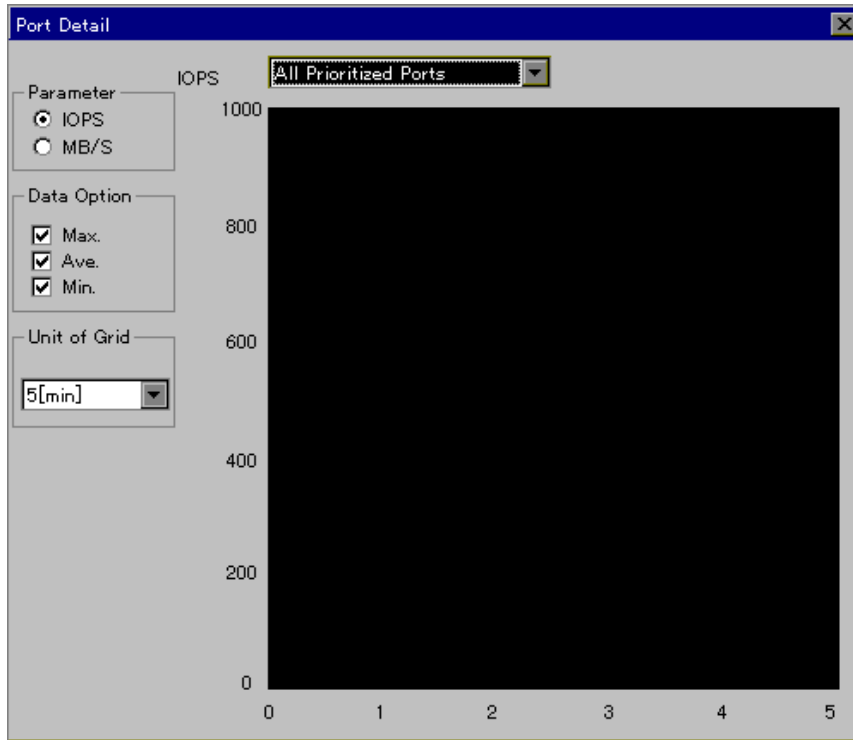 Port Detail
IOPS
All Prioritized Ports
Parameter
IOPS
MB/S
Data Option
Max.
Ave.
Min.
Unit of Grid
5[min]
1000
800
600
400
200
0
0 1 2 3 4 5